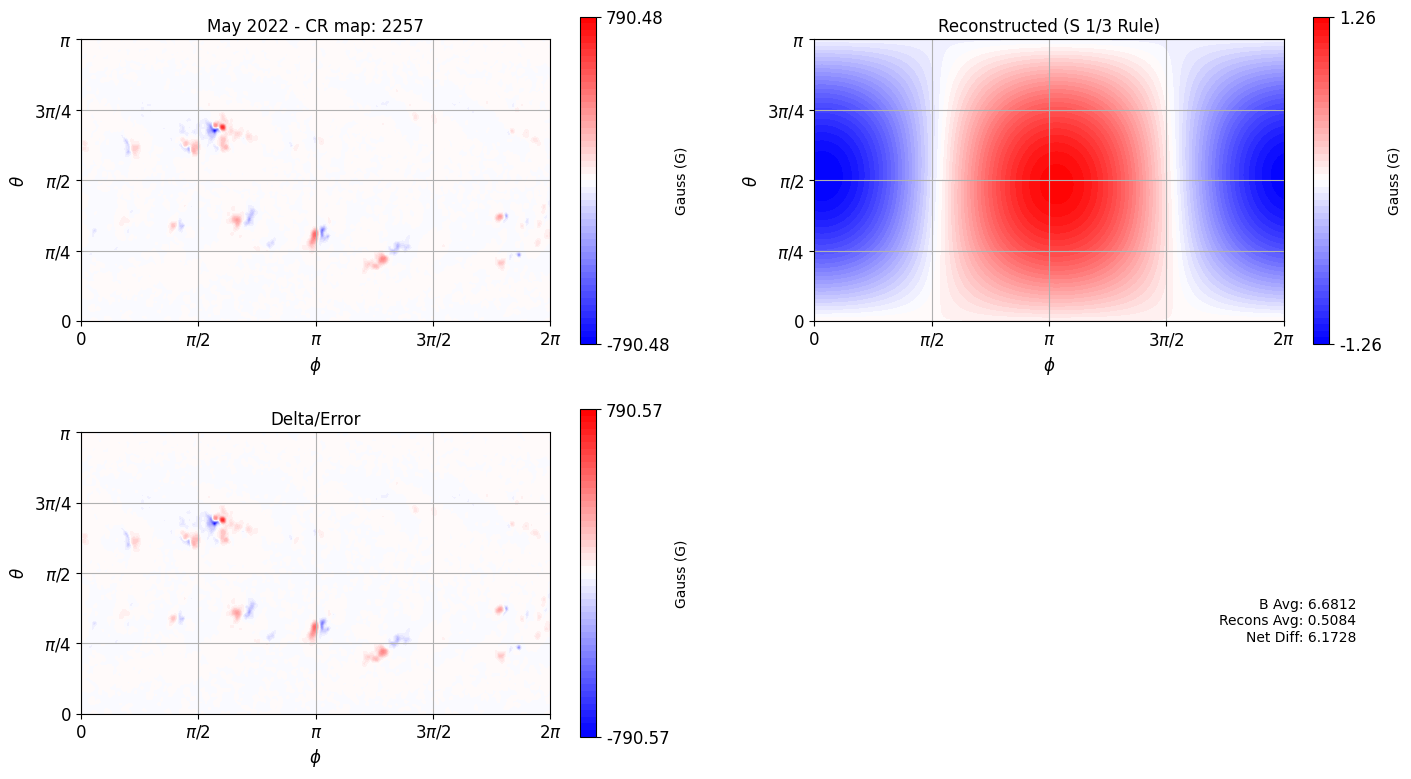 May 2022 - CR map: 2257
π
3π/4
π/2
π/4
0
θ
0
π/2
π
3π/2
2π
ϕ
790.48
-790.48
Gauss (G)
Reconstructed (S 1/3 Rule)
π
3π/4
π/2
π/4
0
θ
0
π/2
π
3π/2
2π
ϕ
1.26
-1.26
Gauss (G)
Delta/Error
π
3π/4
π/2
π/4
0
θ
0
π/2
π
3π/2
2π
ϕ
790.57
-790.57
Gauss (G)
B Avg: 6.6812
Recons Avg: 0.5084
Net Diff: 6.1728